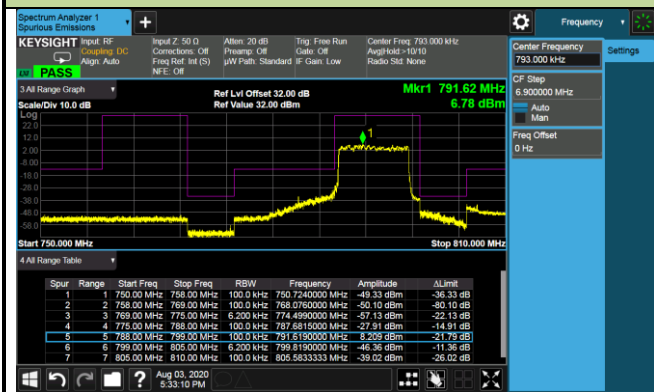 Spectrum Analyzer 1
Spurious Emissions
+
Frequency
KEYSIGHT
Input: RF
Coupling: DC
Align: Auto
Input Z: 50 Ω
Corrections: Off
Freq Ref: Int (S)
NFE: Off
Atten: 20 dB
Preamp: Off
µW Path: Standard
Trig: Free Run
Gate: Off
IF Gain: Low
Center Freq: 793.000 kHz
Avg|Hold:>10/10
Radio Std: None
LXI PASS
Center Frequency
793.000 kHz
Settings
CF Step
6.900000 MHz
Auto
Man
Freq Offset
0 Hz
3 All Range Graph
Ref Lvl Offset 32.00 dB
Mkr1 791.62 MHz
Scale/Div 10.0 dB
Ref Value 32.00 dBm
6.78 dBm
Log
22.0
12.0
2.00
-8.00
-18.0
-28.0
-38.0
-48.0
-58.0
1
Start 750.000 MHz
Stop 810.000 MHz
4 All Range Table
Spur Range Start Freq Stop Freq RBW Frequency Amplitude ΔLimit
1 1 750.00 MHz 758.00 MHz 100.0 kHz 750.7240000 MHz -49.33 dBm -36.33 dB
2 2 758.00 MHz 769.00 MHz 100.0 kHz 768.0760000 MHz -50.10 dBm -80.10 dB
3 3 769.00 MHz 775.00 MHz 6.200 kHz 774.4990000 MHz -57.13 dBm -22.13 dB
4 4 775.00 MHz 788.00 MHz 100.0 kHz 787.6815000 MHz -27.91 dBm -14.91 dB
5 5 788.00 MHz 799.00 MHz 100.0 kHz 791.6190000 MHz 8.209 dBm -21.79 dB
6 6 799.00 MHz 805.00 MHz 6.200 kHz 799.8190000 MHz -46.36 dBm -11.36 dB
7 7 805.00 MHz 810.00 MHz 100.0 kHz 805.5833333 MHz -39.02 dBm -26.02 dB
?
Aug 03, 2020
5:33:10 PM